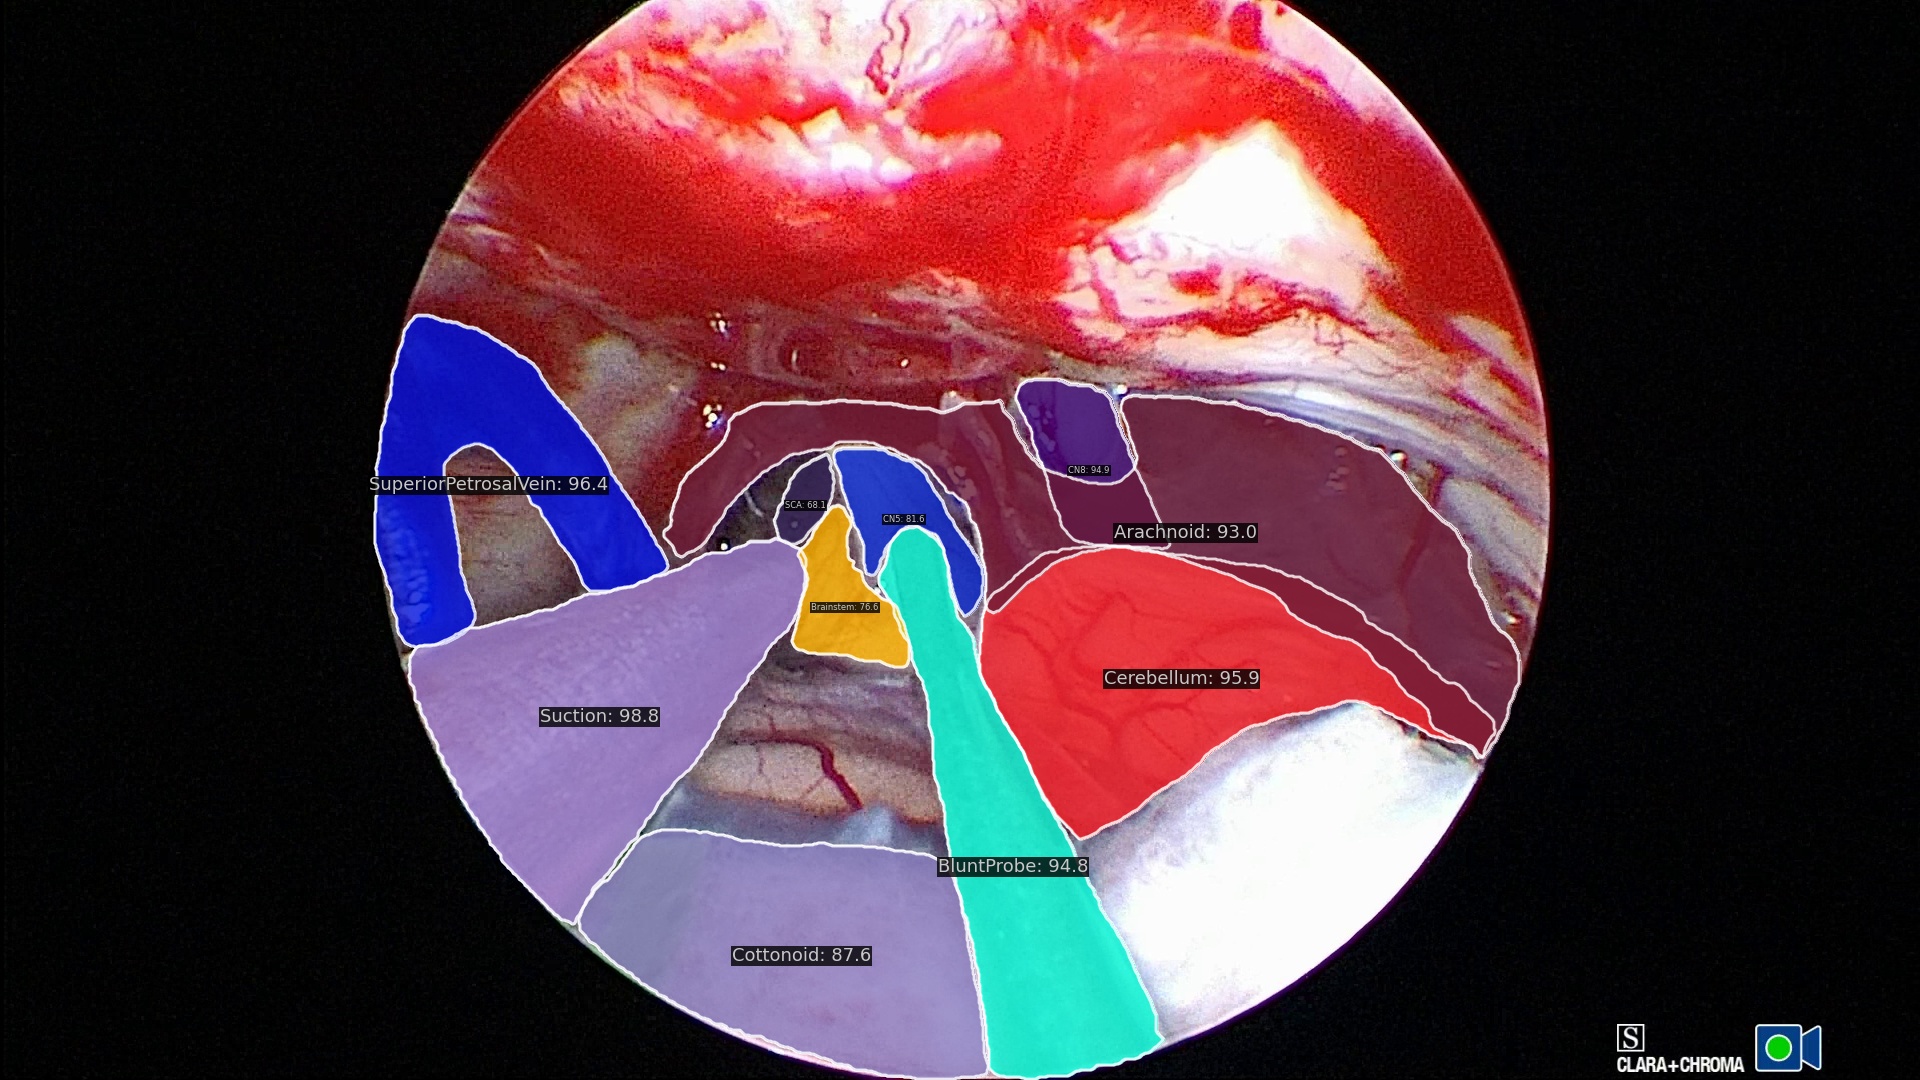 CN8: 94.9
SuperiorPetrosalVein: 96.4
SCA: 68.1
CN5: 81.6
Arachnoid: 93.0
Brainstem: 76.6
Cerebellum: 95.9
Suction: 98.8
BluntProbe: 94.8
Cottonoid: 87.6
S
CLARA+CHROMA